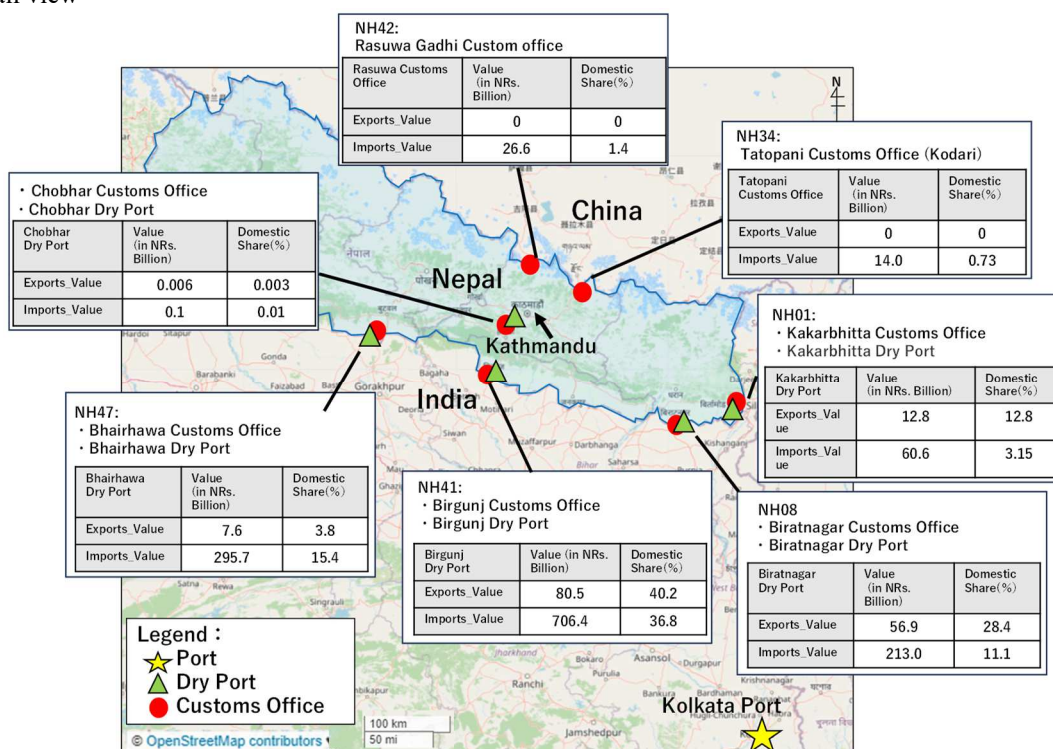 NH42:
Rasuwa Gadhi Custom office
Rasuwa Customs Office
Value (in NRs. Billion)
Domestic Share(%)
Exports_Value 0 0
Imports_Value 26.6 1.4
N
NH34:
Tatopani Customs Office (Kodari)
Tatopani Customs Office
Value (in NRs. Billion)
Domestic Share(%)
Exports_Value 0 0
Imports_Value 14.0 0.73
・Chobhar Customs Office
・Chobhar Dry Port
Chobhar Dry Port
Value (in NRs. Billion)
Domestic Share(%)
Exports_Value 0.006 0.003
Imports_Value 0.1 0.01
China
Nepal
नेपाल
काठमाडौं
Kathmandu
India
NH01:
・Kakarbhitta Customs Office
・Kakarbhitta Dry Port
Kakarbhitta Dry Port
Value (in NRs. Billion)
Domestic Share(%)
Exports_Val
ue
12.8 12.8
Imports_Val
ue
60.6 3.15
Sitapur
Gonda
Barabanki
Faizabad
Gorakhpur
Bagaha
Motihari
Siwan
Muzaffarpur
Darbhanga
Bihar
Saharsa
Kishanganj
NH47:
・Bhairhawa Customs Office
・Bhairhawa Dry Port
Bhairhawa Dry Port
Value (in NRs. Billion)
Domestic Share(%)
Exports_Value 7.6 3.8
Imports_Value 295.7 15.4
NH41:
・Birgunj Customs Office
・Birgunj Dry Port
Birgunj Dry Port
Value (in NRs. Billion)
Domestic Share(%)
Exports_Value 80.5 40.2
Imports_Value 706.4 36.8
NH08
・Biratnagar Customs Office
・Biratnagar Dry Port
Biratnagar Dry Port
Value (in NRs. Billion)
Domestic Share(%)
Exports_Value 56.9 28.4
Imports_Value 213.0 11.1
Satna
Rewa
Singrauli
Legend：
Port
Dry Port
Customs Office
Jharkhand
Bokaro
Asansol
Durgapur
Purulia
Ranchi
Bankura
Bardhaman
Krishnanagar
Kolkata Port
Jamshedpur
100 km
50 mi
© OpenStreetMap contributors